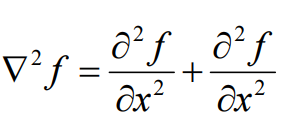 ∇²f = ∂²f/∂x² + ∂²f/∂x²